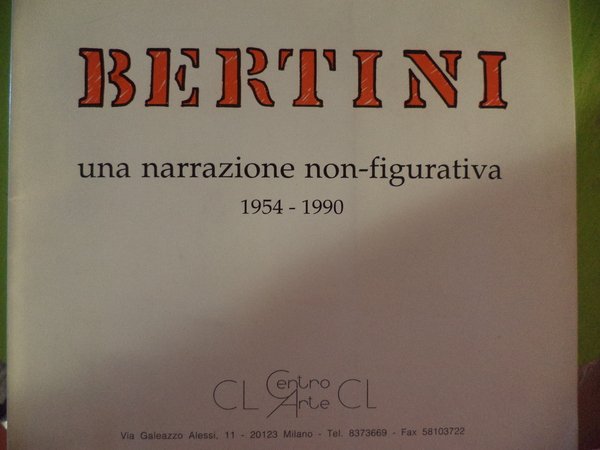 BERTINI
una narrazione non-figurativa
1954 - 1990
CL Centro Arte CL
Via Galeazzo Alessi, 11 - 20123 Milano - Tel. 8373669 - Fax 58103722